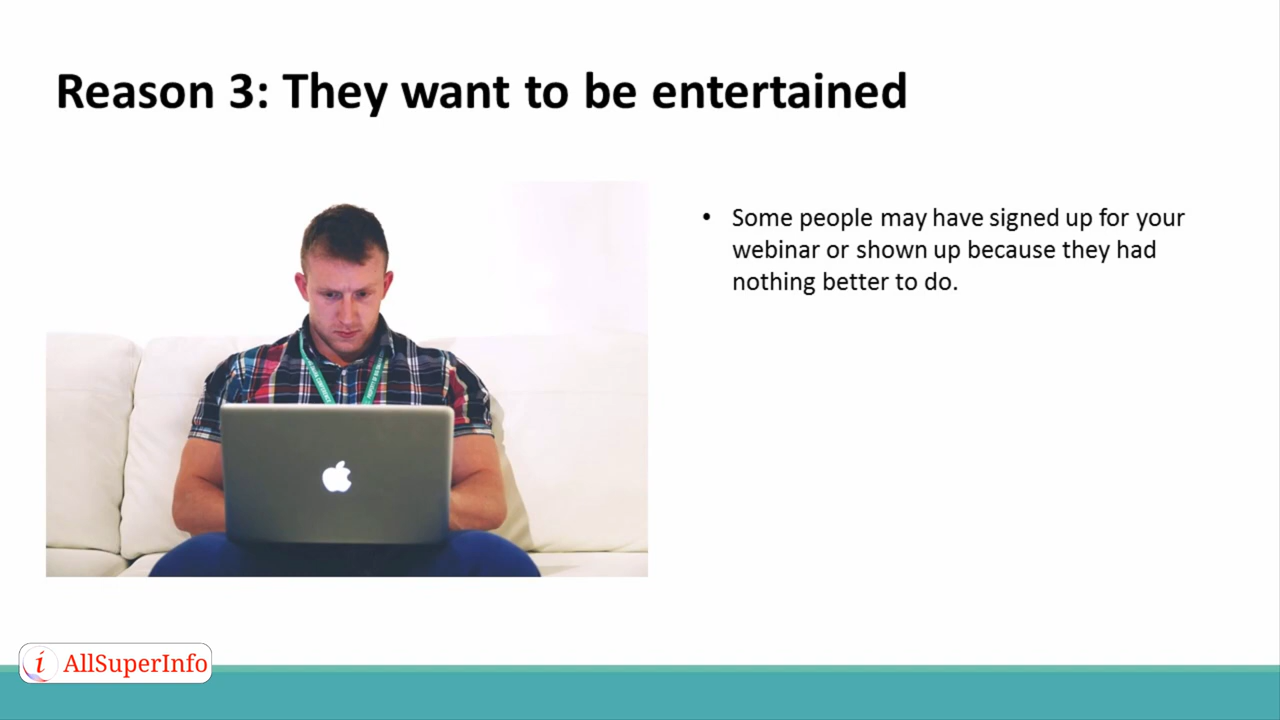 Reason 3: They want to be entertained
• Some people may have signed up for your
webinar or shown up because they had
nothing better to do.
i AllSuperInfo